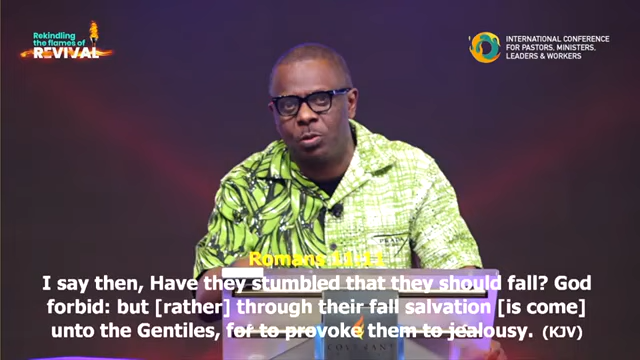 Rekindling
the flames of
REVIVAL
INTERNATIONAL CONFERENCE
FOR PASTORS, MINISTERS,
LEADERS & WORKERS
Romans 11:11
I say then, Have they stumbled that they should fall? God
forbid: but [rather] through their fall salvation [is come]
unto the Gentiles, for to provoke them to jealousy. (KJV)
COVENANT